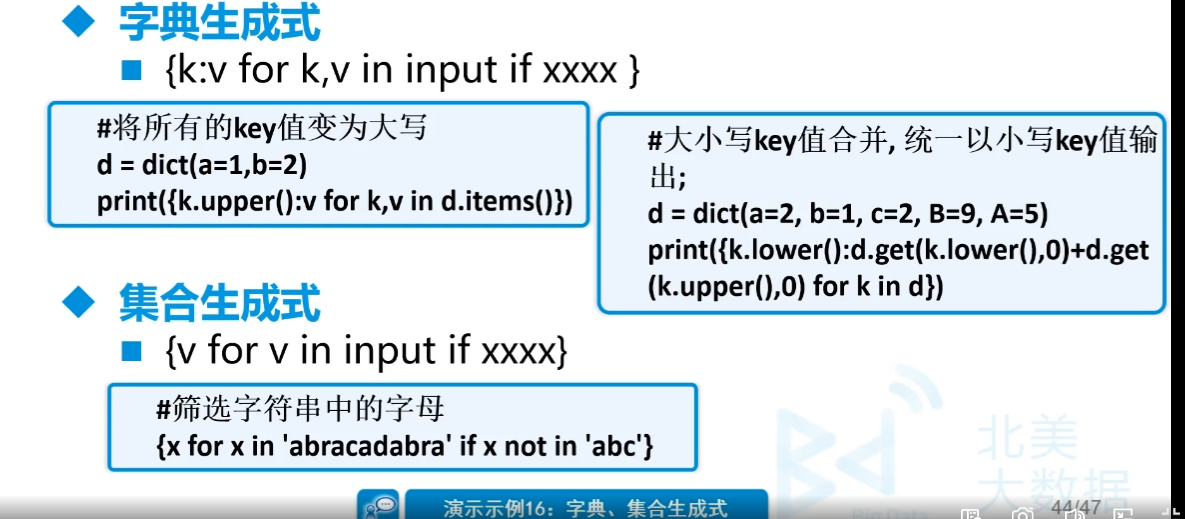 字典生成式
{k:v for k,v in input if xxxx }
#将所有的key值变为大写
d = dict(a=1,b=2)
print({k.upper():v for k,v in d.items()})
#大小写key值合并, 统一以小写key值输
出;
d = dict(a=2, b=1, c=2, B=9, A=5)
print({k.lower():d.get(k.lower(),0)+d.get
(k.upper(),0) for k in d})
集合生成式
{v for v in input if xxxx}
#筛选字符串中的字母
{x for x in 'abracadabra' if x not in 'abc'}
北美
大数据
Big Data
演示示例16：字典、集合生成式
44/47